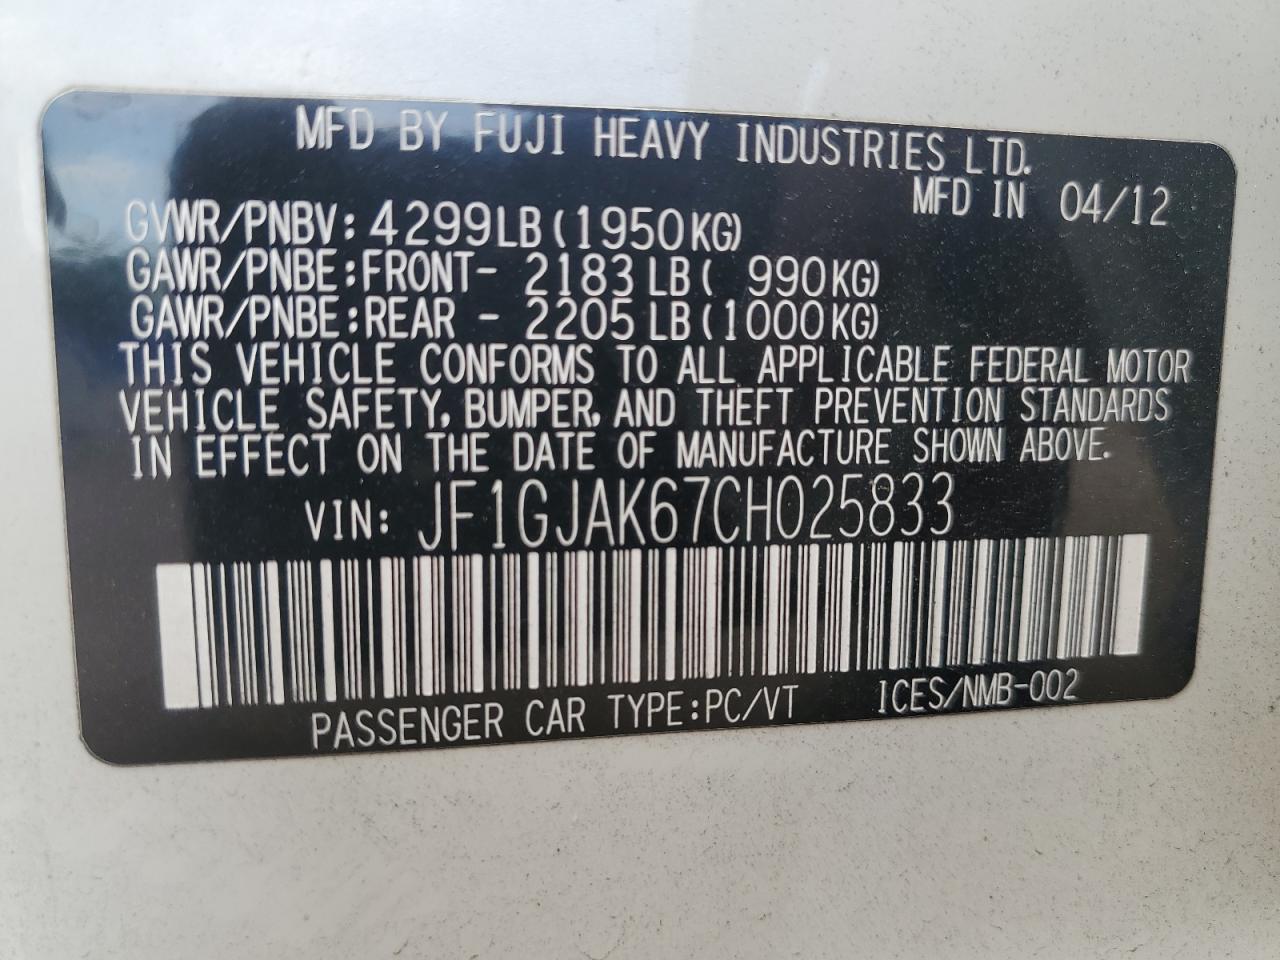 MFD BY FUJI HEAVY INDUSTRIES LTD.
MFD IN 04/12
GVWR/PNBV: 4299LB (1950KG)
GAWR/PNBE:FRONT- 2183 LB ( 990KG)
GAWR/PNBE:REAR - 2205 LB (1000KG)
THIS VEHICLE CONFORMS TO ALL APPLICABLE FEDERAL MOTOR
VEHICLE SAFETY, BUMPER, AND THEFT PREVENTION STANDARDS
IN EFFECT ON THE DATE OF MANUFACTURE SHOWN ABOVE.
VIN: JF1GJAK67CH025833
PASSENGER CAR TYPE:PC/VT ICES/NMB-002